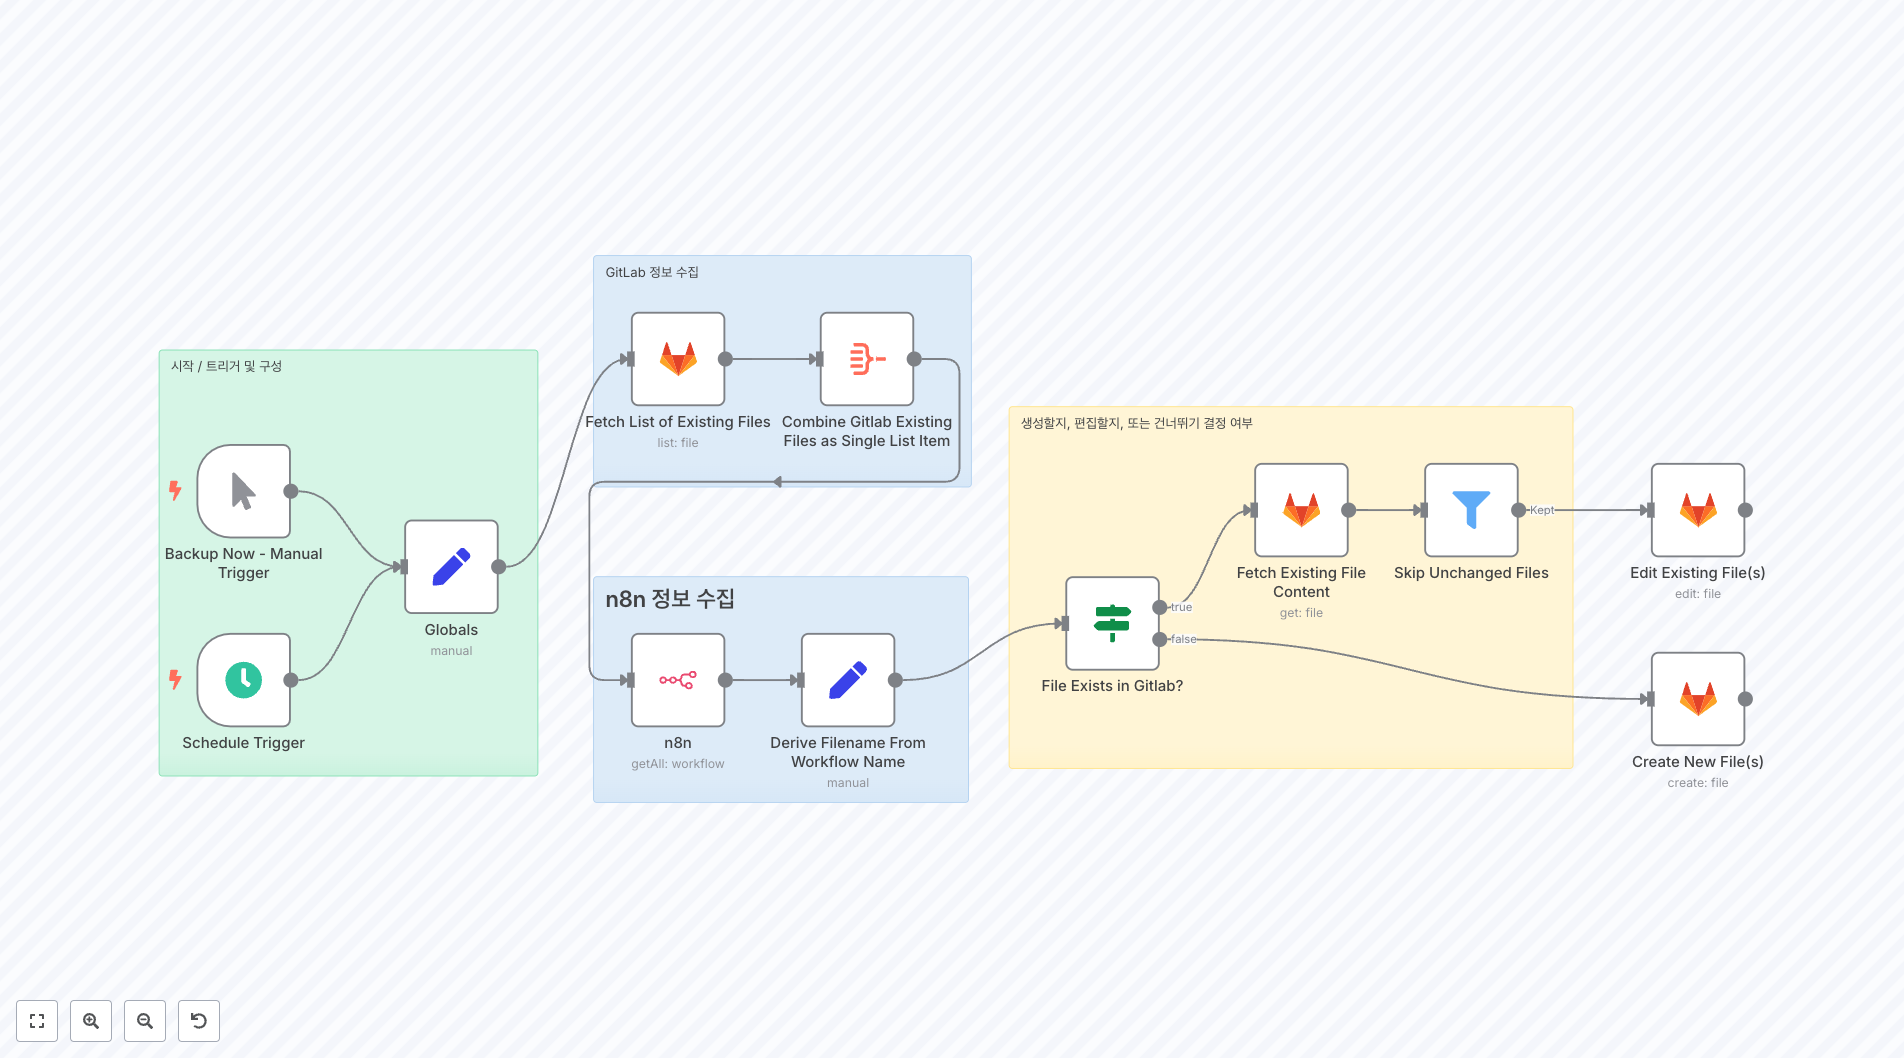 시작 / 트리거 및 구성
Backup Now - Manual
Trigger
Schedule Trigger
Globals
manual
GitLab 정보 수집
Fetch List of Existing Files
list: file
Combine Gitlab Existing
Files as Single List Item
n8n 정보 수집
n8n
getAll: workflow
Derive Filename From
Workflow Name
manual
생성할지, 편집할지, 또는 건너뛰기 결정 여부
File Exists in Gitlab?
true
false
Fetch Existing File
Content
get: file
Skip Unchanged Files
Kept
Edit Existing File(s)
edit: file
Create New File(s)
create: file